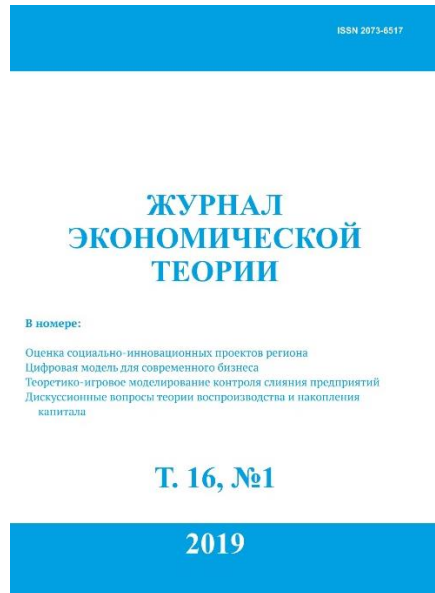 ISSN 2073-6517
ЖУРНАЛ
ЭКОНОМИЧЕСКОЙ
ТЕОРИИ
В номере:
Оценка социально-инновационных проектов региона
Цифровая модель для современного бизнеса
Теоретико-игровое моделирование контроля слияния предприятий
Дискуссионные вопросы теории воспроизводства и накопления
капитала
Т. 16, №1
2019